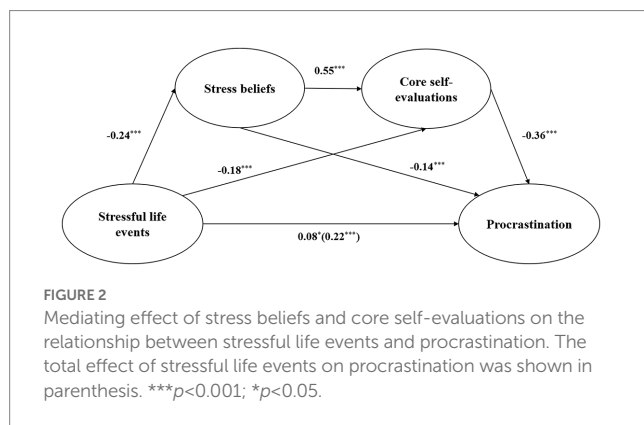 0.55***
Stress beliefs
Core self-
evaluations
-0.24***
-0.18***
-0.14***
-0.36***
Stressful life
events
Procrastination
0.08*(0.22***)
FIGURE 2
Mediating effect of stress beliefs and core self-evaluations on the
relationship between stressful life events and procrastination. The
total effect of stressful life events on procrastination was shown in
parenthesis. ***p<0.001; *p<0.05.